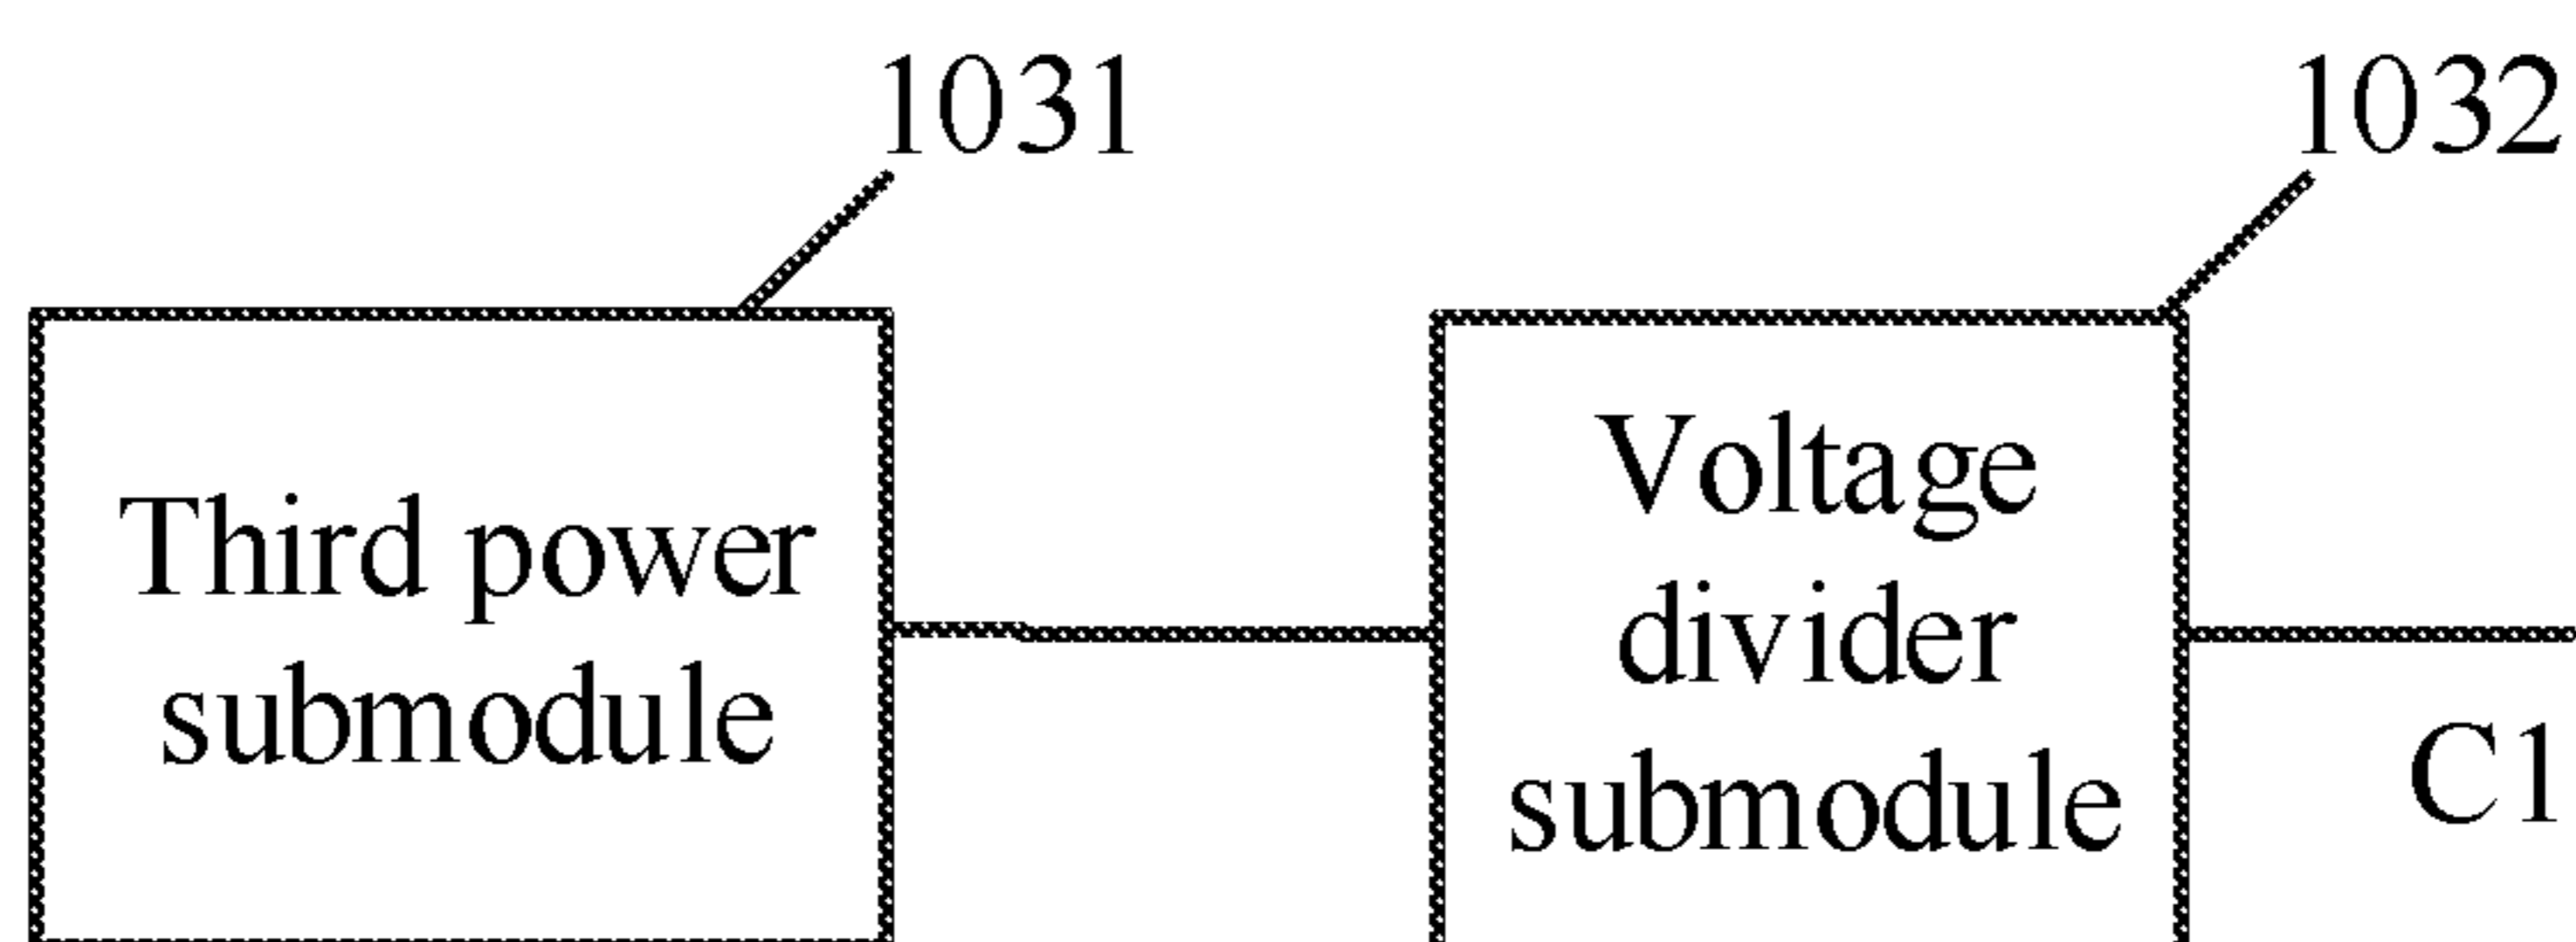 1031
1032
Third power
submodule
Voltage
divider
submodule
C1